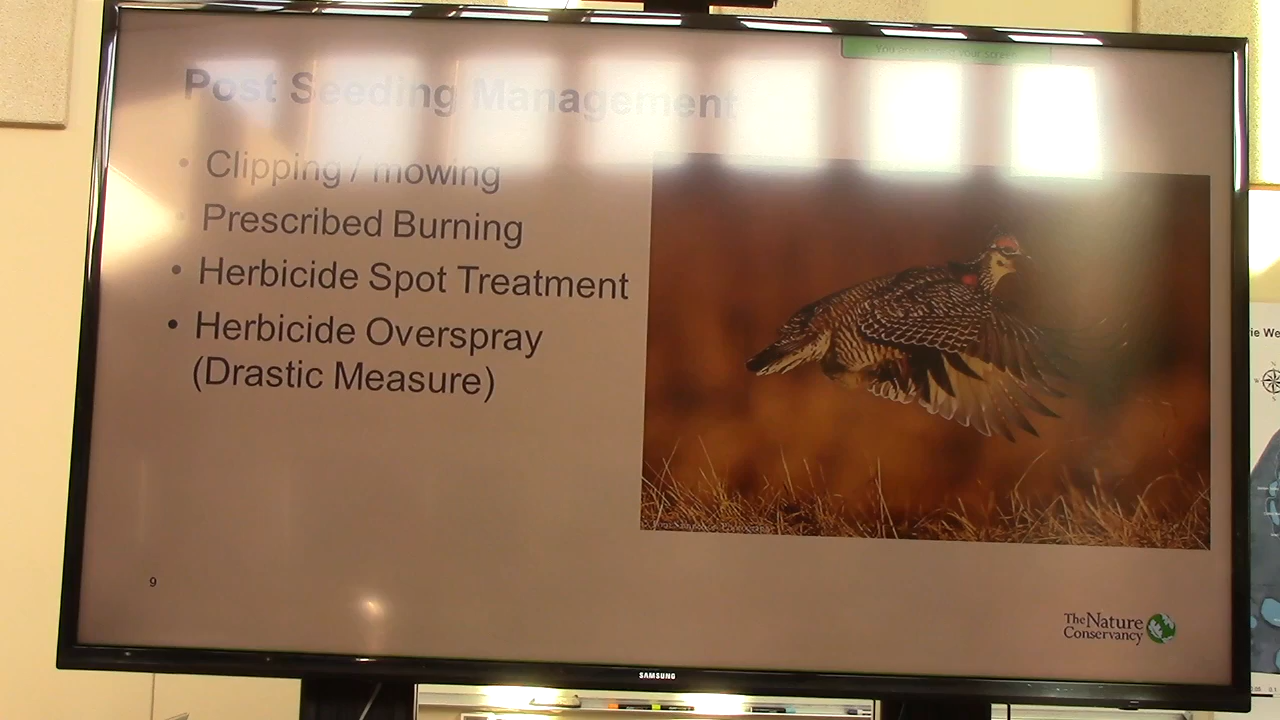 Post Seeding Management
• Clipping / mowing
• Prescribed Burning
• Herbicide Spot Treatment
• Herbicide Overspray
(Drastic Measure)
9
The Nature
Conservancy
SAMSUNG